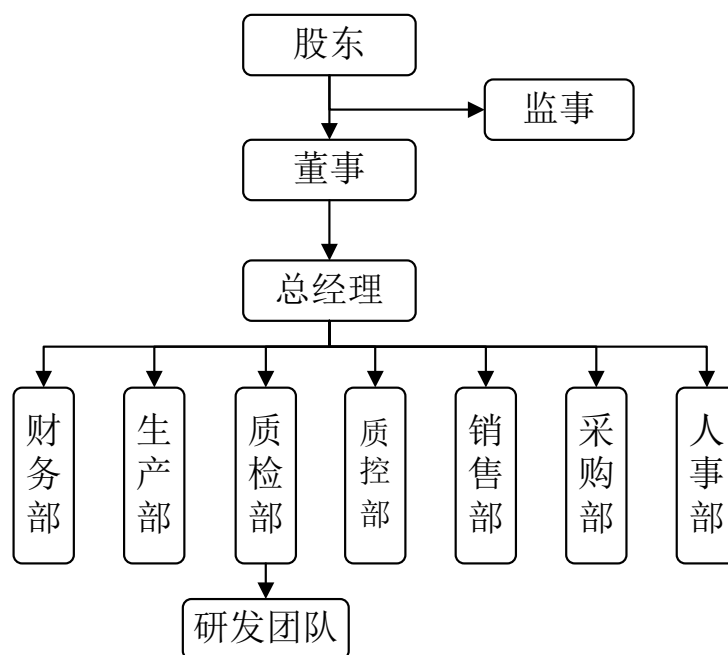 股东
监事
董事
总经理
财务部
生产部
质检部
质控部
销售部
采购部
人事部
研发团队